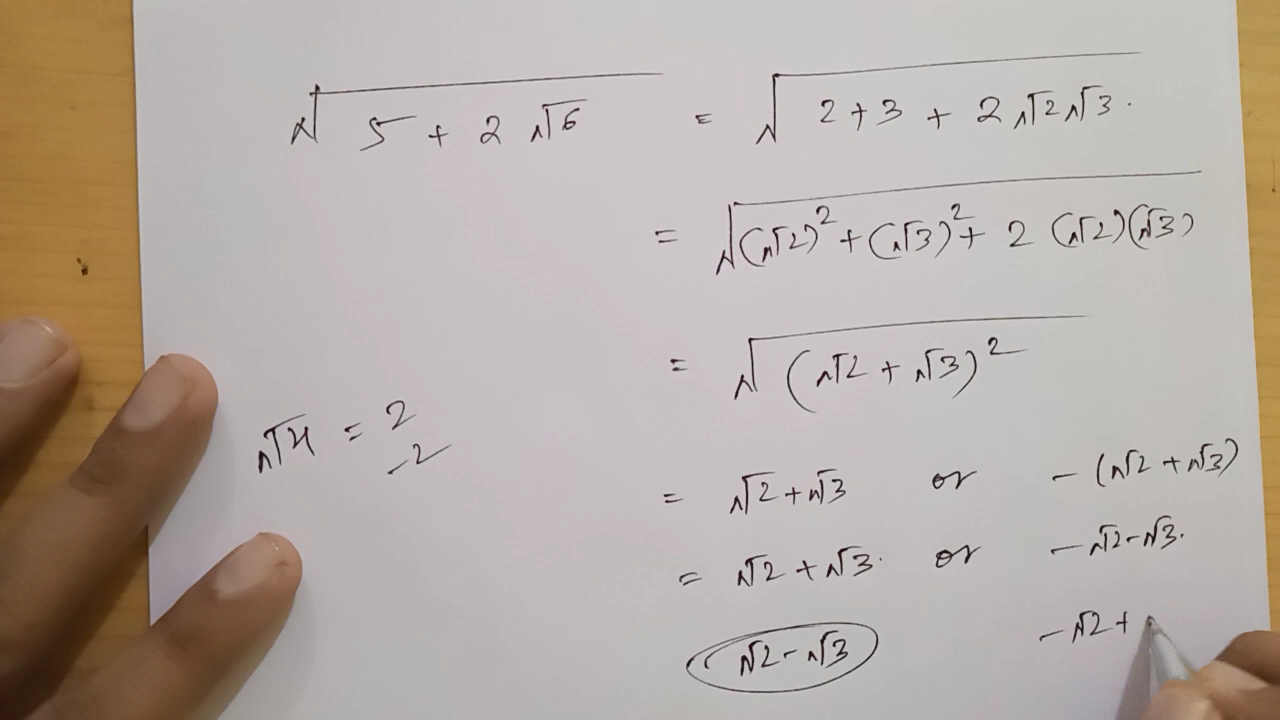 √(5 + 2√6) = √(2+3 + 2√2√3.)
= √((√2)² + (√3)² + 2 (√2)(√3))
= √((√2 + √3)²)
√4 = 2
-2
= √2 + √3 or - (√2 + √3)
= √2 + √3. or - √2 - √3.
√2 - √3 - √2 +